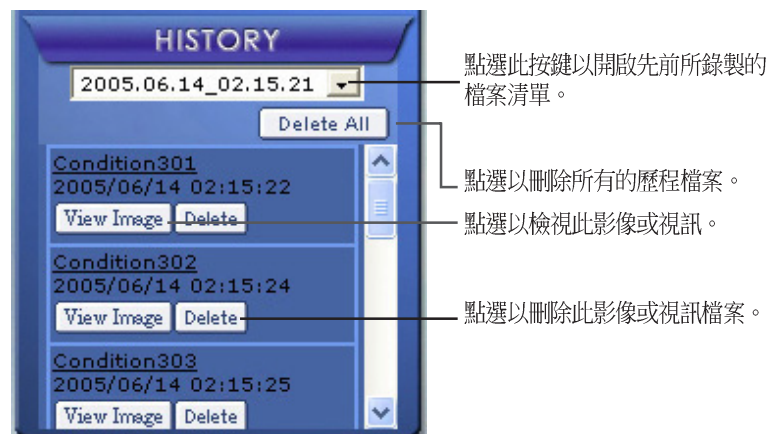 HISTORY
2005.06.14_02.15.21
點選此按鍵以開啟先前所錄製的
檔案清單。
Delete All
點選以刪除所有的歷程檔案。
Condition301
2005/06/14 02:15:22
View Image Delete
點選以檢視此影像或視訊。
Condition302
2005/06/14 02:15:24
View Image Delete
點選以刪除此影像或視訊檔案。
Condition303
2005/06/14 02:15:25
View Image Delete